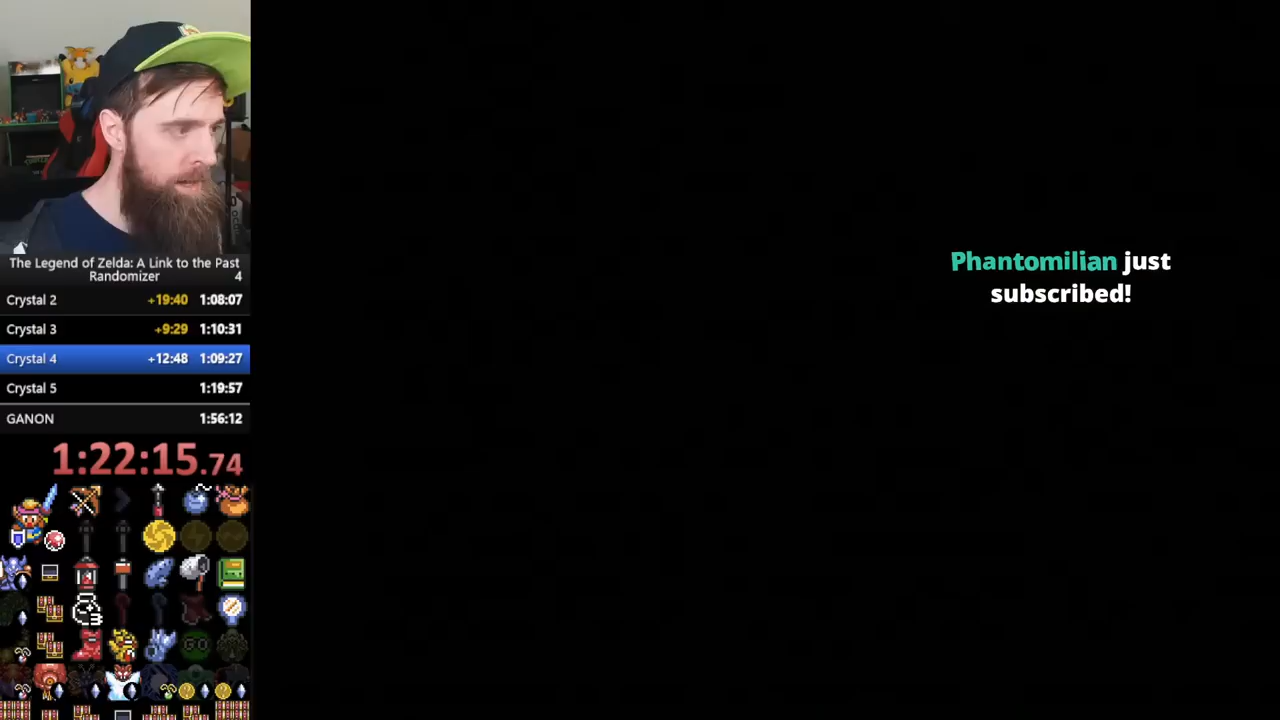 The Legend of Zelda: A Link to the Past
Randomizer 4
Crystal 2 +19:40 1:08:07
Crystal 3 +9:29 1:10:31
Crystal 4 +12:48 1:09:27
Crystal 5 1:19:57
GANON 1:56:12
1:22:15.74
Phantomilian just
subscribed!
3
GO